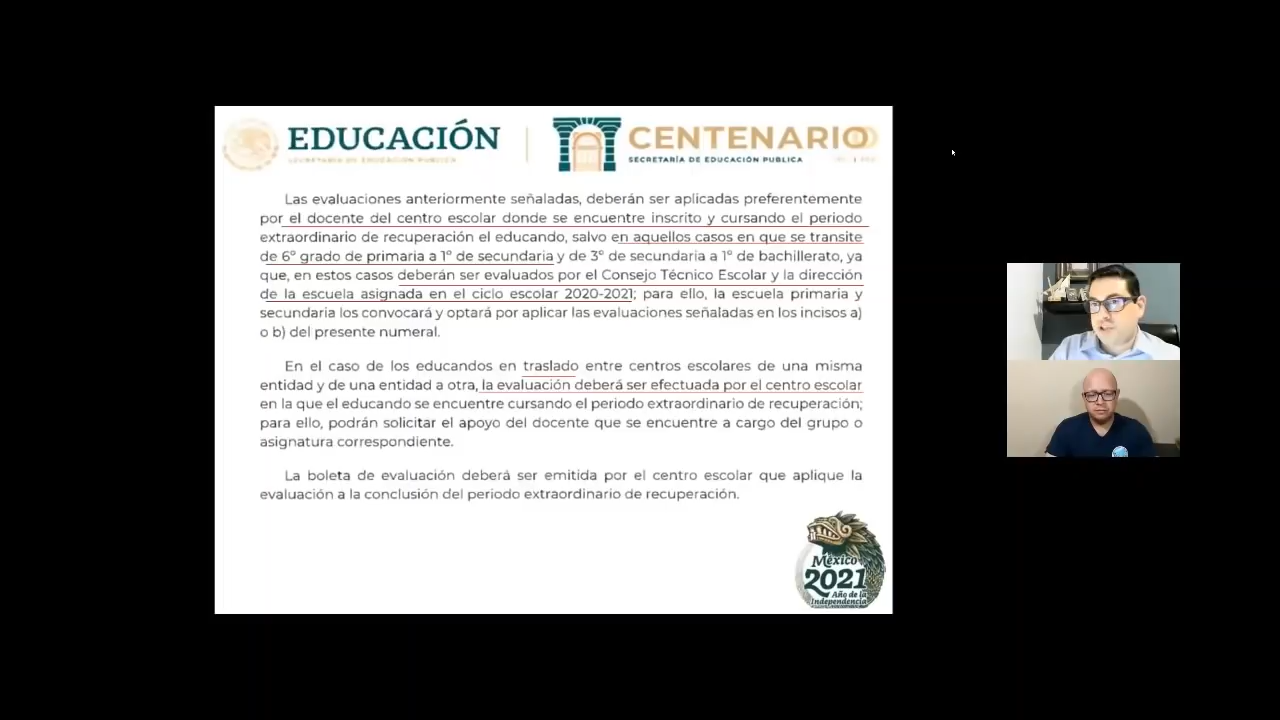 EDUCACIÓN
SECRETARÍA DE EDUCACIÓN PÚBLICA
CENTENARIO
SECRETARÍA DE EDUCACIÓN PUBLICA
Las evaluaciones anteriormente señaladas, deberán ser aplicadas preferentemente
por el docente del centro escolar donde se encuentre inscrito y cursando el periodo
extraordinario de recuperación el educando, salvo en aquellos casos en que se transite
de 6º grado de primaria a 1º de secundaria y de 3º de secundaria a 1º de bachillerato, ya
que, en estos casos deberán ser evaluados por el Consejo Técnico Escolar y la dirección
de la escuela asignada en el ciclo escolar 2020-2021; para ello, la escuela primaria y
secundaria los convocará y optará por aplicar las evaluaciones señaladas en los incisos a)
o b) del presente numeral.
En el caso de los educandos en traslado entre centros escolares de una misma
entidad y de una entidad a otra, la evaluación deberá ser efectuada por el centro escolar
en la que el educando se encuentre cursando el periodo extraordinario de recuperación;
para ello, podrán solicitar el apoyo del docente que se encuentre a cargo del grupo o
asignatura correspondiente.
La boleta de evaluación deberá ser emitida por el centro escolar que aplique la
evaluación a la conclusión del periodo extraordinario de recuperación.
México
2021
Año de la
Independencia